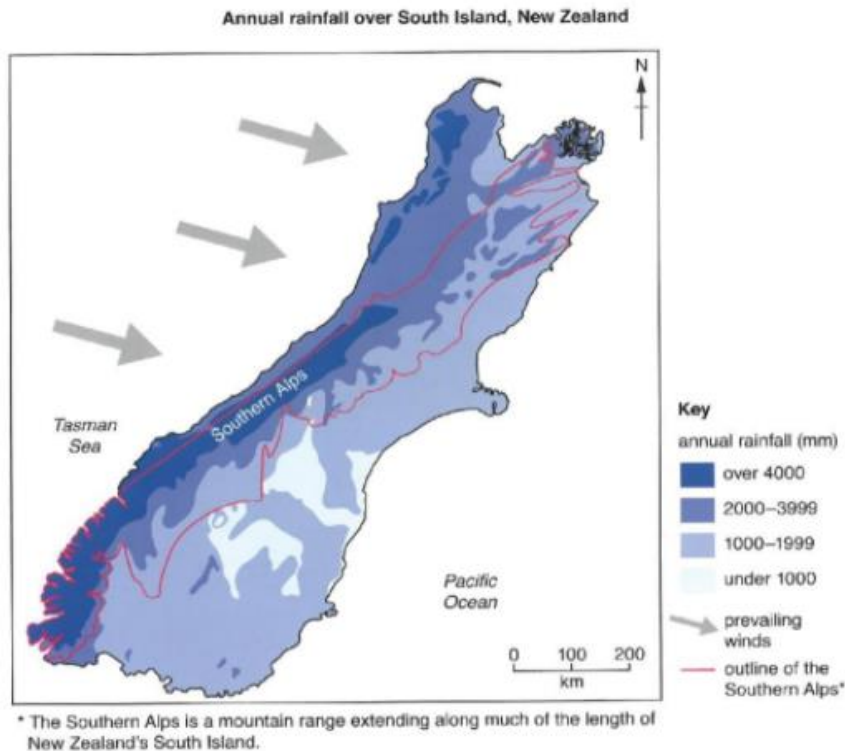 Annual rainfall over South Island, New Zealand
N
Southern Alps
Tasman
Sea
Pacific
Ocean
0 100 200
km
Key
annual rainfall (mm)
over 4000
2000–3999
1000–1999
under 1000
prevailing
winds
outline of the
Southern Alps*
* The Southern Alps is a mountain range extending along much of the length of
New Zealand's South Island.